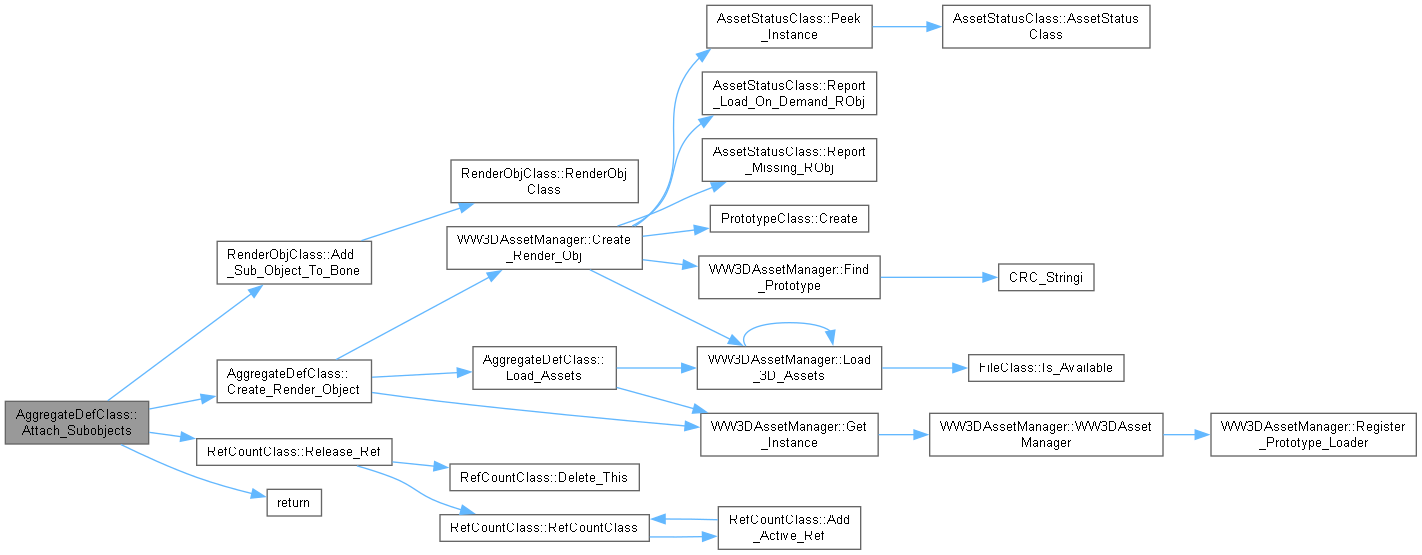 AssetStatusClass::Peek
_Instance
AssetStatusClass::AssetStatus
Class
AssetStatusClass::Report
_Load_On_Demand_RObj
AssetStatusClass::Report
_Missing_RObj
RenderObjClass::RenderObj
Class
PrototypeClass::Create
RenderObjClass::Add
_Sub_Object_To_Bone
WW3DAssetManager::Create
_Render_Obj
WW3DAssetManager::Find
_Prototype
CRC_Stringi
AggregateDefClass::
Create_Render_Object
AggregateDefClass::
Load_Assets
WW3DAssetManager::Load
_3D_Assets
FileClass::Is_Available
AggregateDefClass::
Attach_Subobjects
WW3DAssetManager::Get
_Instance
WW3DAssetManager::WW3DAsset
Manager
WW3DAssetManager::Register
_Prototype_Loader
RefCountClass::Release_Ref
RefCountClass::Delete_This
return
RefCountClass::RefCountClass
RefCountClass::Add
_Active_Ref